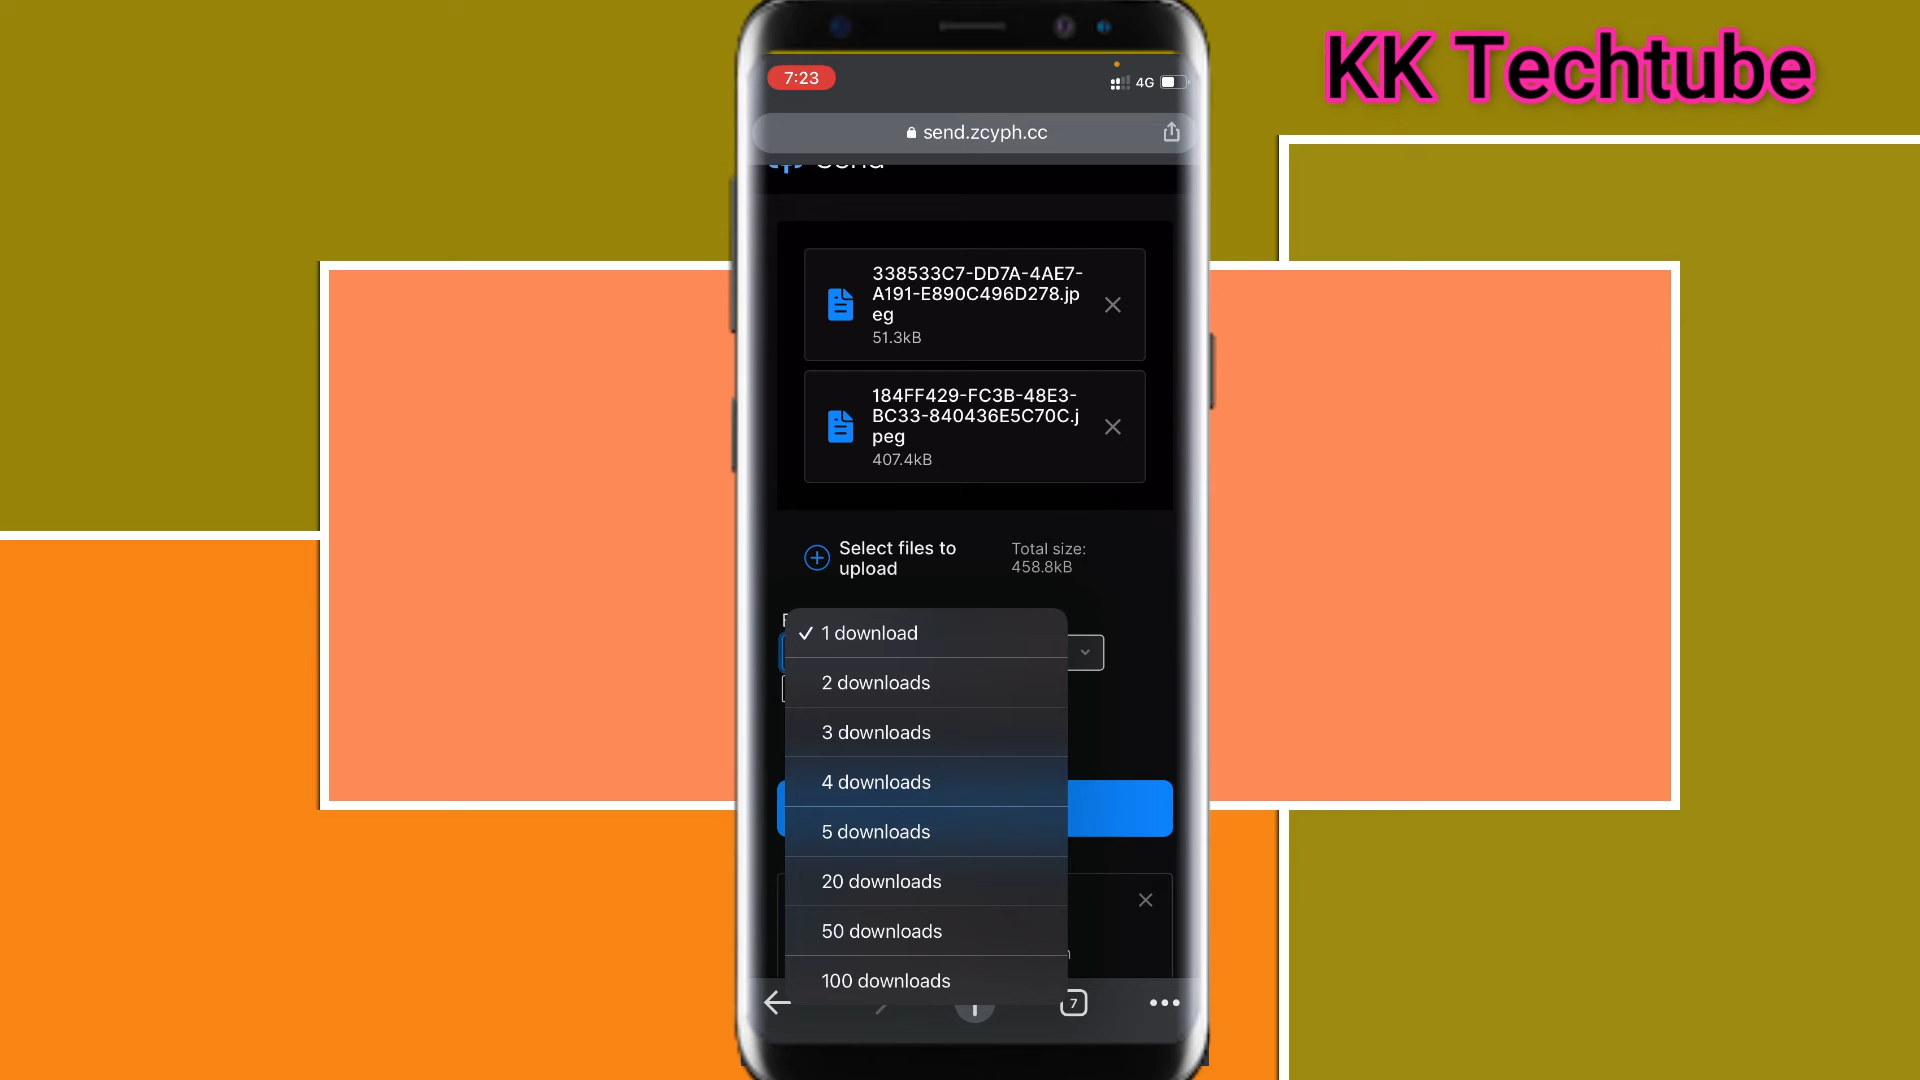 KK Techtube
7:23
4G
send.zcyph.cc
Send
338533C7-DD7A-4AE7-
A191-E890C496D278.jp
eg
51.3kB
184FF429-FC3B-48E3-
BC33-840436E5C70C.j
peg
407.4kB
Select files to
upload
Total size:
458.8kB
1 download
2 downloads
3 downloads
4 downloads
5 downloads
20 downloads
50 downloads
100 downloads
7